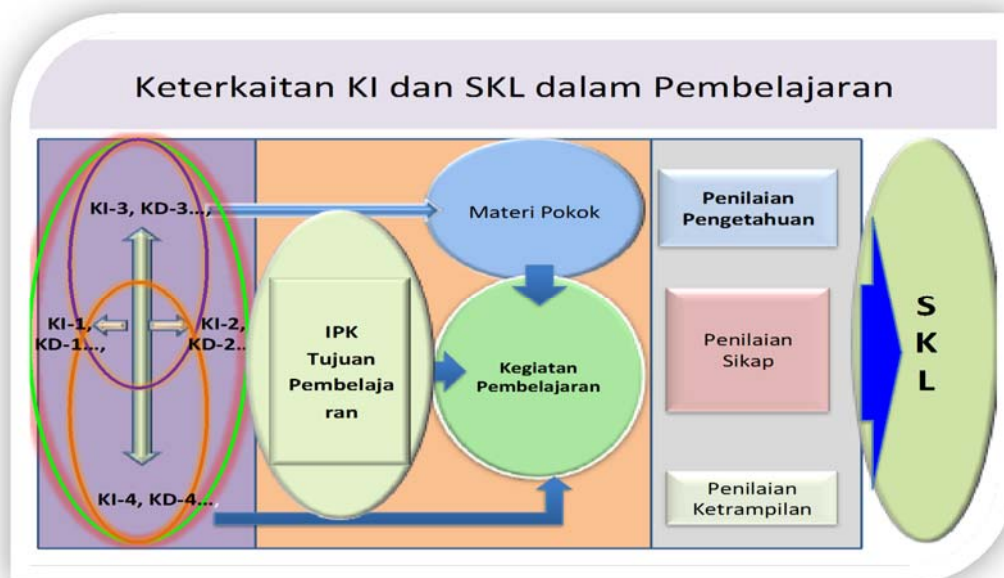 Keterkaitan KI dan SKL dalam Pembelajaran
KI-3, KD-3...,
KI-1,
KD-1...,
KI-2,
KD-2..
KI-4, KD-4...,
IPK
Tujuan
Pembelaja
ran
Materi Pokok
Kegiatan
Pembelajaran
Penilaian
Pengetahuan
Penilaian
Sikap
Penilaian
Ketrampilan
S
K
L